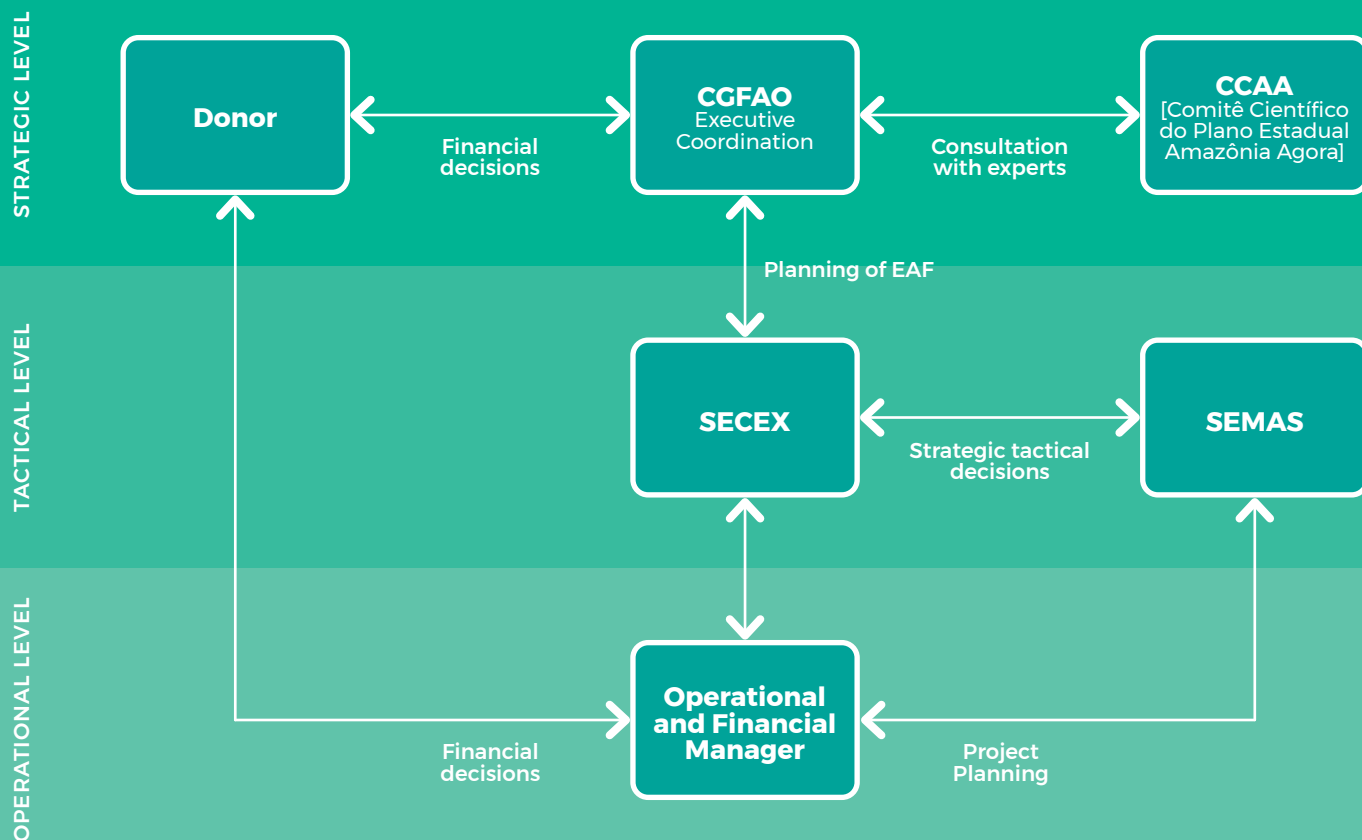 STRATEGIC LEVEL
Donor
Financial
decisions
CGFAO
Executive
Coordination
Consultation
with experts
CCAA
[Comitê Científico
do Plano Estadual
Amazônia Agora]
Planning of EAF
TACTICAL LEVEL
SECEX
Strategic tactical
decisions
SEMAS
OPERATIONAL LEVEL
Financial
decisions
Operational
and Financial
Manager
Project
Planning